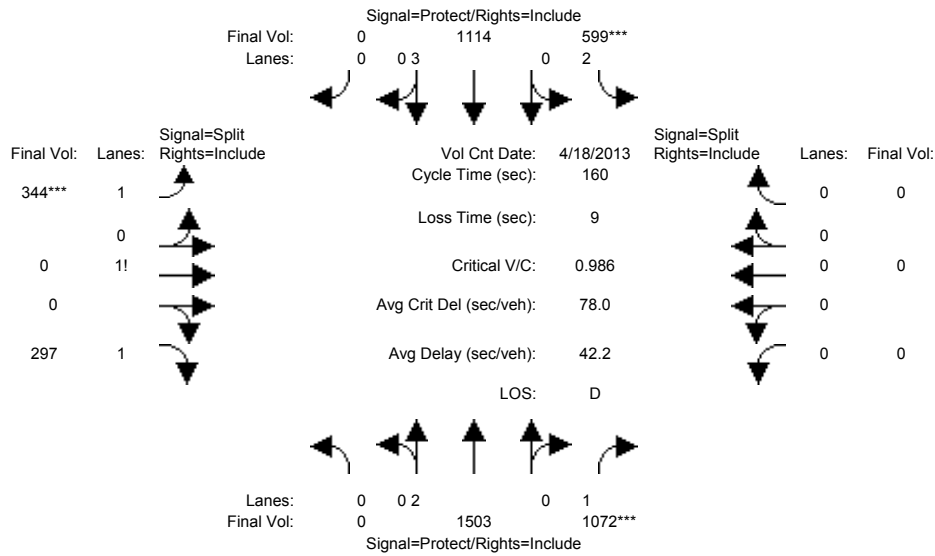 Signal=Protect/Rights=Include
Final Vol: 0 1114 599***
Lanes: 0 0 3 0 2
Signal=Split
Rights=Include
Final Vol: Lanes:
Vol Cnt Date: 4/18/2013
Signal=Split
Rights=Include
Lanes: Final Vol:
Cycle Time (sec): 160
344*** 1
0 0
Loss Time (sec): 9
0
0
0 1!
Critical V/C: 0.986
0 0
0
Avg Crit Del (sec/veh): 78.0
0
297 1
Avg Delay (sec/veh): 42.2
0 0
LOS: D
Lanes: 0 0 2 0 1
Final Vol: 0 1503 1072***
Signal=Protect/Rights=Include